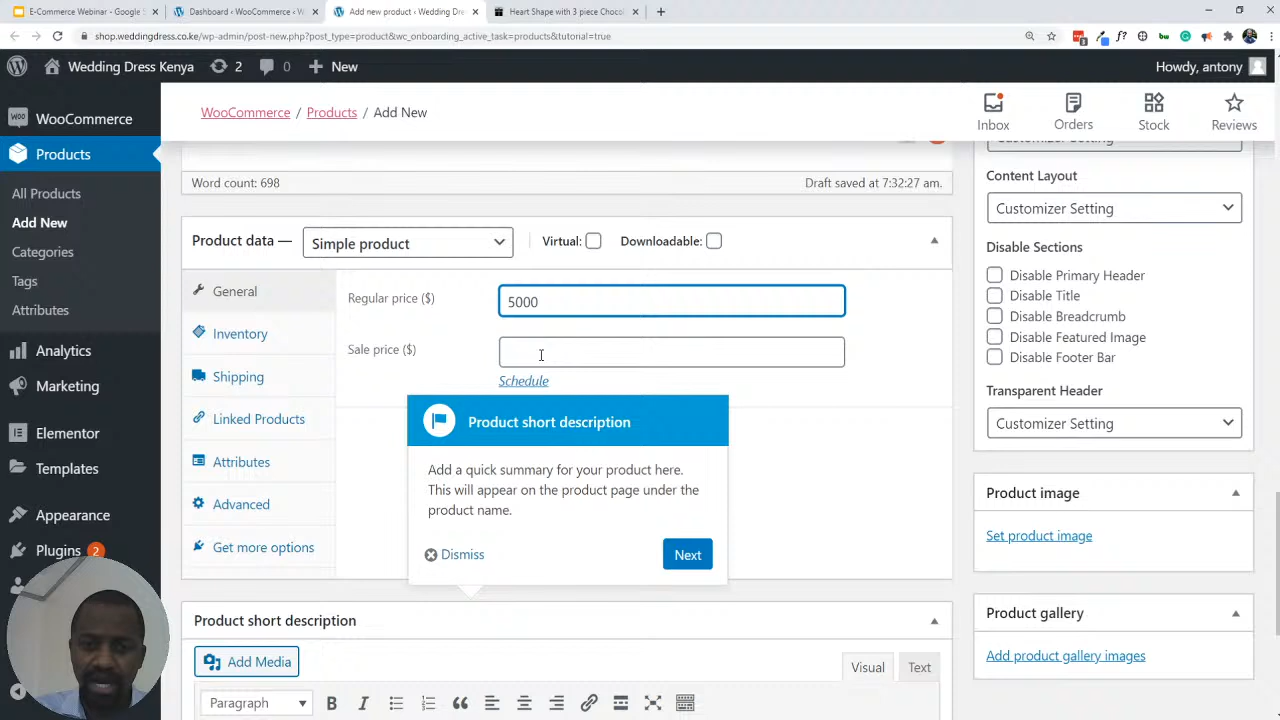 E-Commerce Webinar - Google S
Dashboard ‹ WooCommerce ‹ W
Add new product ‹ Wedding Dre
Heart Shape with 3 piece Chocol
shop.weddingdress.co.ke/wp-admin/post-new.php?post_type=product&wc_onboarding_active_task=products&tutorial=true
Wedding Dress Kenya
2
0
New
Howdy, antony
WooCommerce
Products
All Products
Add New
Categories
Tags
Attributes
Analytics
Marketing
Elementor
Templates
Appearance
Plugins 2
WooCommerce / Products / Add New
Inbox
Orders
Stock
Reviews
Word count: 698
Draft saved at 7:32:27 am.
Product data —
Simple product
Virtual:
Downloadable:
General
Inventory
Shipping
Linked Products
Attributes
Advanced
Get more options
Regular price ($)
5000
Sale price ($)
Schedule
Product short description
Add a quick summary for your product here.
This will appear on the product page under the
product name.
Dismiss
Next
Product short description
Add Media
Visual
Text
Paragraph
B I
Customizer Setting
Content Layout
Customizer Setting
Disable Sections
Disable Primary Header
Disable Title
Disable Breadcrumb
Disable Featured Image
Disable Footer Bar
Transparent Header
Customizer Setting
Product image
Set product image
Product gallery
Add product gallery images